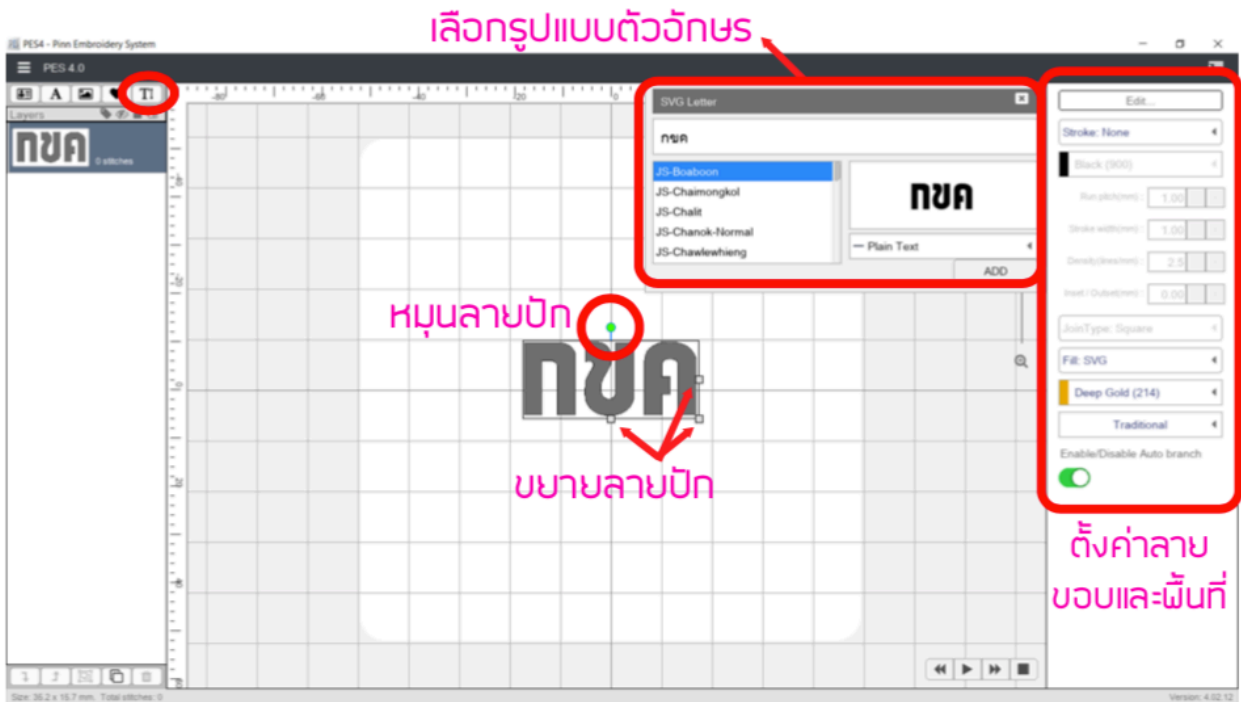 เลือกรูปแบบตัวอักษร
PES4 - Pinn Embroidery System
PES 4.0
Layers
กขค
0 stitches
-80 -60 -40 -20 0
SVG Letter
กขค
JS-Boaboon
JS-Chaimongkol
JS-Chalit
JS-Chanok-Normal
JS-Chawlewhieng
กขค
Plain Text
ADD
Edit...
Stroke: None
Black (900)
Run pitch(mm) : 1.00
Stroke width(mm) : 1.00
Density(lines/mm) : 2.5
Inset / Outset(mm) : 0.00
JoinType: Square
Fill: SVG
Deep Gold (214)
Traditional
Enable/Disable Auto branch
หมุนลายปัก
กขค
ขยายลายปัก
ตั้งค่าลาย
ขอบและพื้นที่
Size: 36.2 x 15.7 mm. Total stitches: 0
Version: 4.02.12